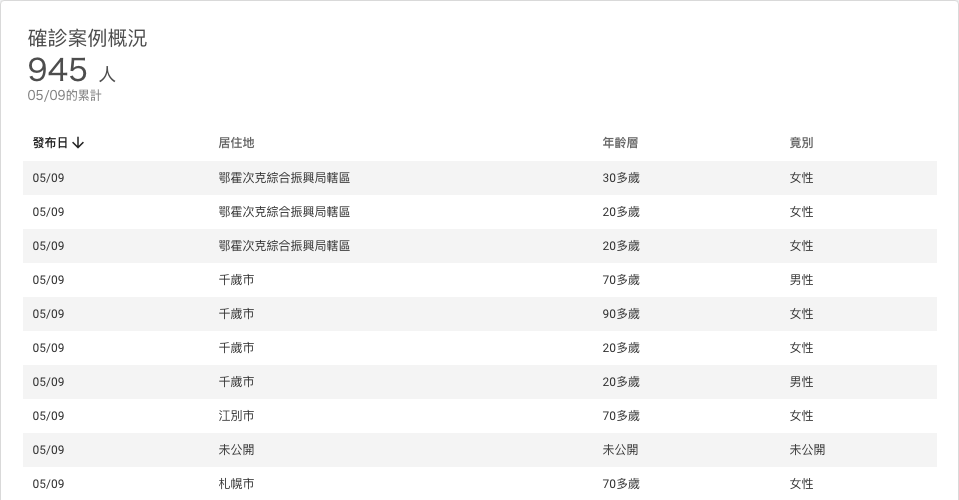 確診案例概況
945 人
05/09的累計
發布日 居住地 年齡層 竟別
05/09 鄂霍次克綜合振興局轄區 30多歲 女性
05/09 鄂霍次克綜合振興局轄區 20多歲 女性
05/09 鄂霍次克綜合振興局轄區 20多歲 女性
05/09 千歲市 70多歲 男性
05/09 千歲市 90多歲 女性
05/09 千歲市 20多歲 女性
05/09 千歲市 20多歲 男性
05/09 江別市 70多歲 女性
05/09 未公開 未公開 未公開
05/09 札幌市 70多歲 女性